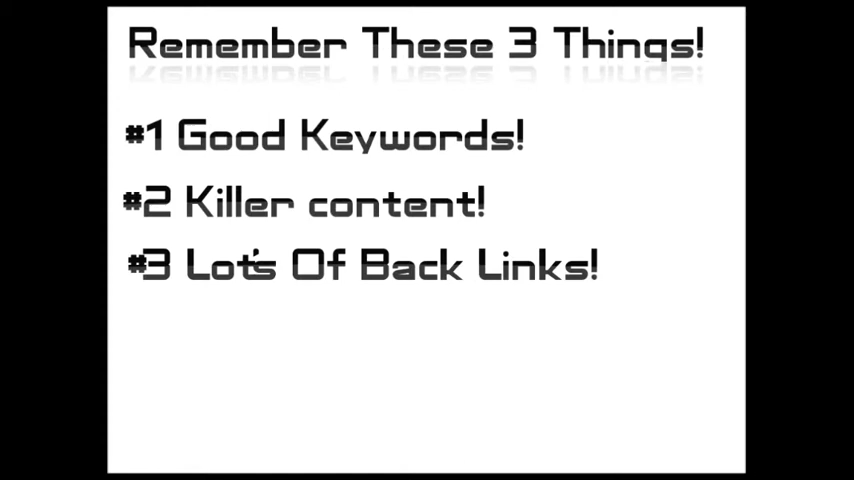 Remember These 3 Things!
#1 Good Keywords!
#2 Killer content!
#3 Lot's Of Back Links!